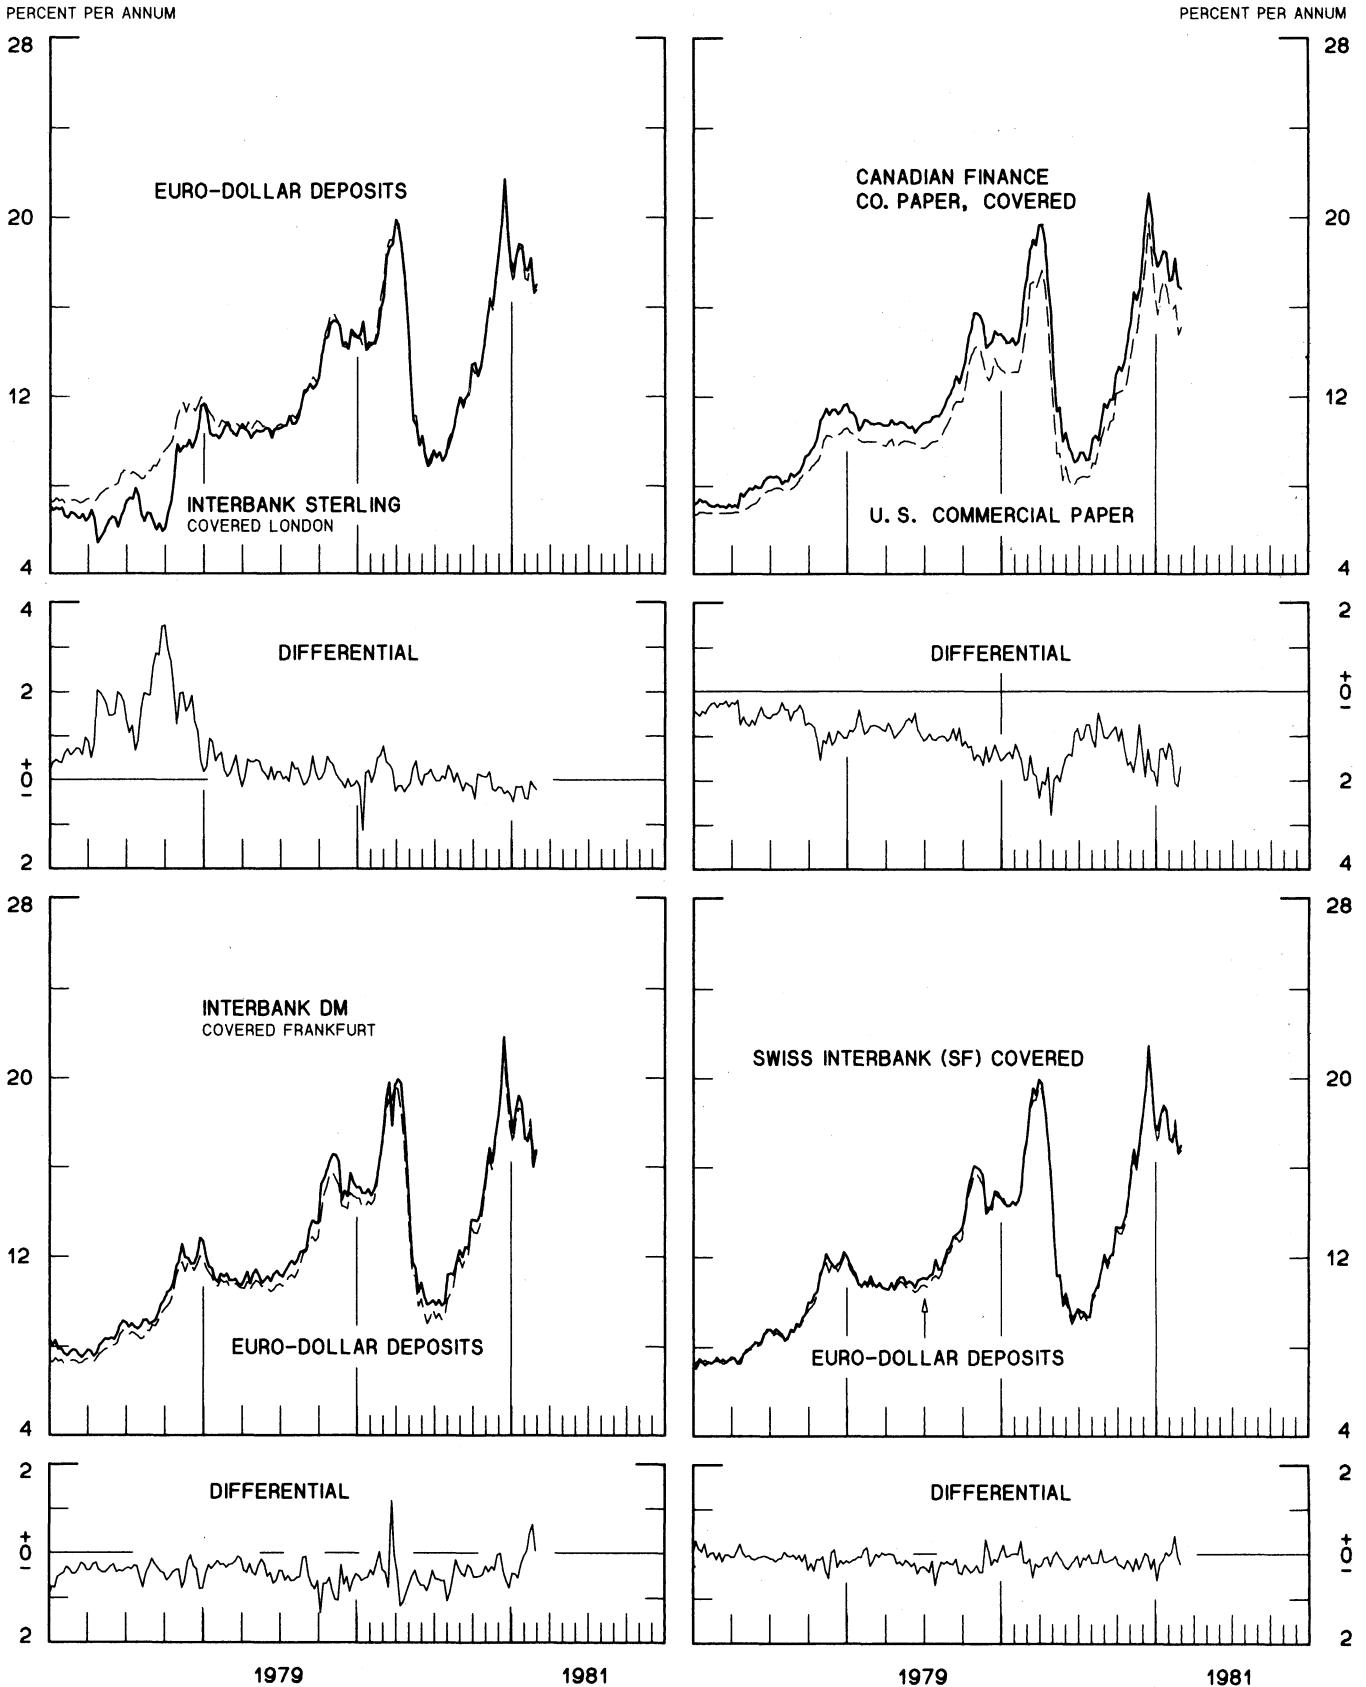 PERCENT PER ANNUM
PERCENT PER ANNUM
28
20
12
4
EURO-DOLLAR DEPOSITS
INTERBANK STERLING
COVERED LONDON
28
20
12
4
CANADIAN FINANCE
CO. PAPER, COVERED
U. S. COMMERCIAL PAPER
4
2
+
0
−
2
DIFFERENTIAL
2
+
0
−
2
4
DIFFERENTIAL
28
20
12
4
INTERBANK DM
COVERED FRANKFURT
EURO-DOLLAR DEPOSITS
28
20
12
4
SWISS INTERBANK (SF) COVERED
EURO-DOLLAR DEPOSITS
2
+
0
−
2
DIFFERENTIAL
2
+
0
−
2
DIFFERENTIAL
1979 1981
1979 1981